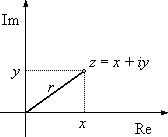 Im
z = x + iy
y
r
x
Re